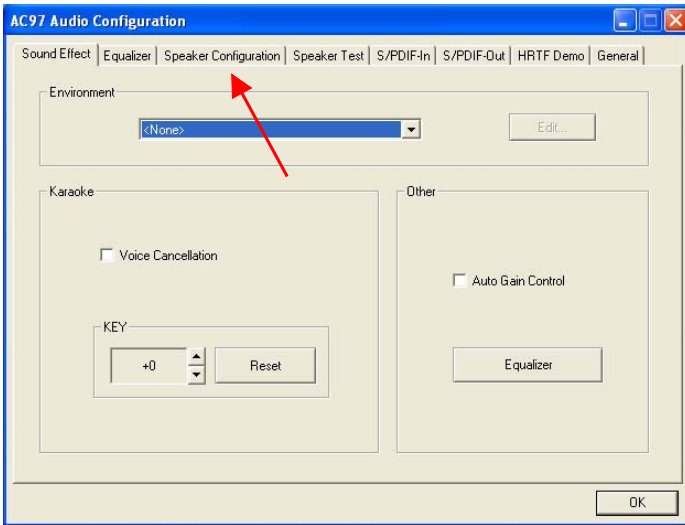 AC97 Audio Configuration
Sound Effect Equalizer Speaker Configuration Speaker Test S/PDIF-In S/PDIF-Out HRTF Demo General
Environment
<None>
Edit...
Karaoke
Voice Cancellation
KEY
+0
Reset
Other
Auto Gain Control
Equalizer
OK